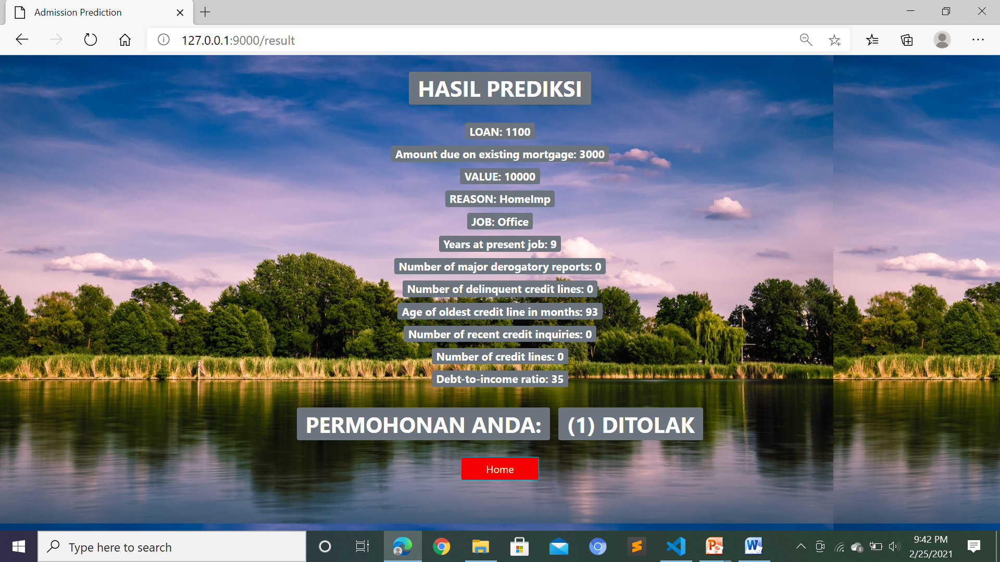 Admission Prediction
127.0.0.1:9000/result
HASIL PREDIKSI
LOAN: 1100
Amount due on existing mortgage: 3000
VALUE: 10000
REASON: HomeImp
JOB: Office
Years at present job: 9
Number of major derogatory reports: 0
Number of delinquent credit lines: 0
Age of oldest credit line in months: 93
Number of recent credit inquiries: 0
Number of credit lines: 0
Debt-to-income ratio: 35
PERMOHONAN ANDA: (1) DITOLAK
Home
Type here to search
9:42 PM
2/25/2021